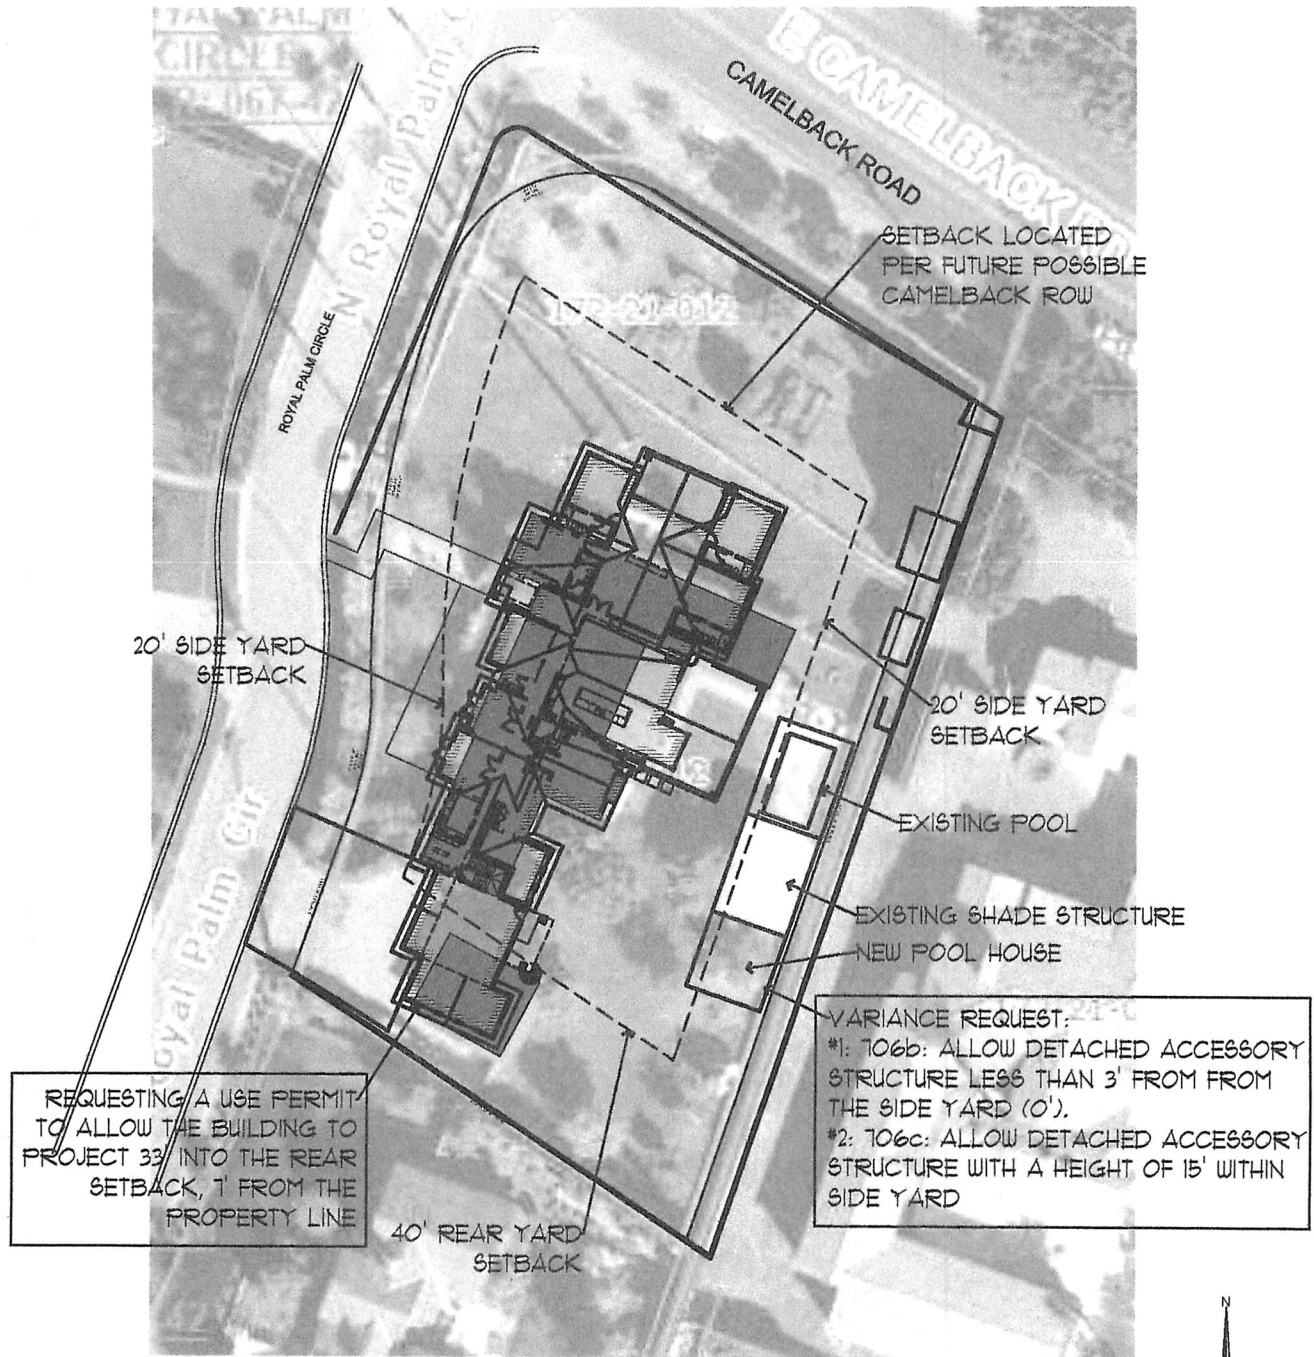 CIRCLE
E CAMELBACK
CAMELBACK ROAD
N Royal Palm
SETBACK LOCATED
PER FUTURE POSSIBLE
CAMELBACK ROW
ROYAL PALM CIRCLE
20' SIDE YARD
SETBACK
20' SIDE YARD
SETBACK
EXISTING POOL
Royal Palm Cir
EXISTING SHADE STRUCTURE
NEW POOL HOUSE
VARIANCE REQUEST:
#1: 706b: ALLOW DETACHED ACCESSORY
STRUCTURE LESS THAN 3' FROM FROM
THE SIDE YARD (0').
#2: 706c: ALLOW DETACHED ACCESSORY
STRUCTURE WITH A HEIGHT OF 15' WITHIN
SIDE YARD
REQUESTING A USE PERMIT
TO ALLOW THE BUILDING TO
PROJECT 33' INTO THE REAR
SETBACK, 7' FROM THE
PROPERTY LINE
40' REAR YARD
SETBACK
N